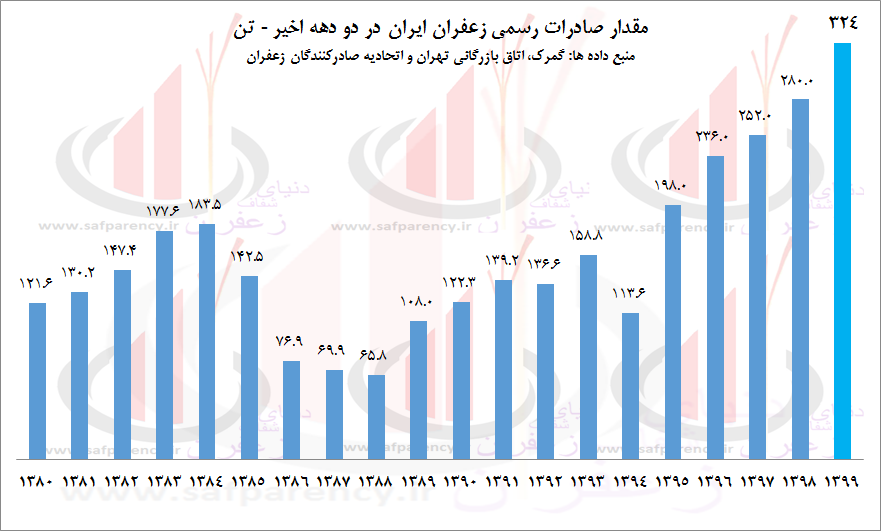 مقدار صادرات رسمی زعفران ایران در دو دهه اخیر - تن
منبع داده ها: گمرک، اتاق بازرگانی تهران و اتحادیه صادرکنندگان زعفران
۱۲۱.۶
۱۳۰.۲
۱۴۷.۴
۱۷۷.۶
۱۸۳.۵
۱۴۲.۵
۷۶.۹
۶۹.۹
۶۵.۸
۱۰۸.۰
۱۲۲.۳
۱۳۹.۲
۱۳۶.۶
۱۵۸.۸
۱۱۳.۶
۱۹۸.۰
۲۳۶.۰
۲۵۲.۰
۲۸۰.۰
۳۲۴
۱۳۸۰ ۱۳۸۱ ۱۳۸۲ ۱۳۸۳ ۱۳۸۴ ۱۳۸۵ ۱۳۸۶ ۱۳۸۷ ۱۳۸۸ ۱۳۸۹ ۱۳۹۰ ۱۳۹۱ ۱۳۹۲ ۱۳۹۳ ۱۳۹۴ ۱۳۹۵ ۱۳۹۶ ۱۳۹۷ ۱۳۹۸ ۱۳۹۹
دنیای
شفاف
زعفران
www.safparency.ir